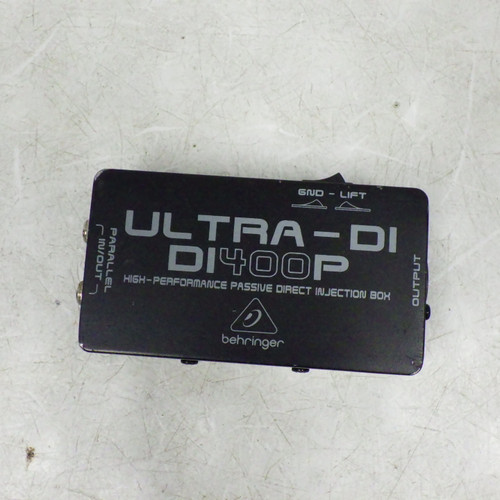 GND - LIFT
ULTRA-DI
DI400P
HIGH-PERFORMANCE PASSIVE DIRECT INJECTION BOX
behringer
PARALLEL
IN/OUT
OUTPUT